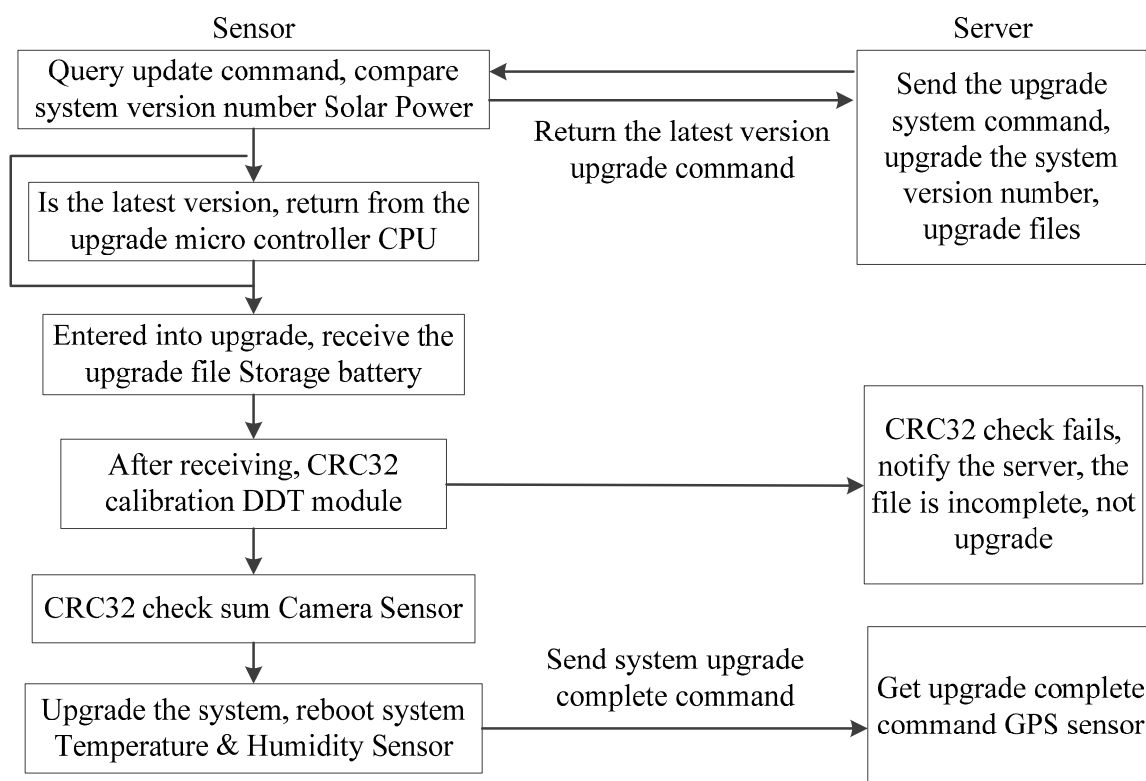 Sensor
Server
Query update command, compare
system version number Solar Power
Send the upgrade
system command,
upgrade the system
version number,
upgrade files
Return the latest version
upgrade command
Is the latest version, return from the
upgrade micro controller CPU
Entered into upgrade, receive the
upgrade file Storage battery
After receiving, CRC32
calibration DDT module
CRC32 check fails,
notify the server, the
file is incomplete, not
upgrade
CRC32 check sum Camera Sensor
Send system upgrade
complete command
Upgrade the system, reboot system
Temperature & Humidity Sensor
Get upgrade complete
command GPS sensor